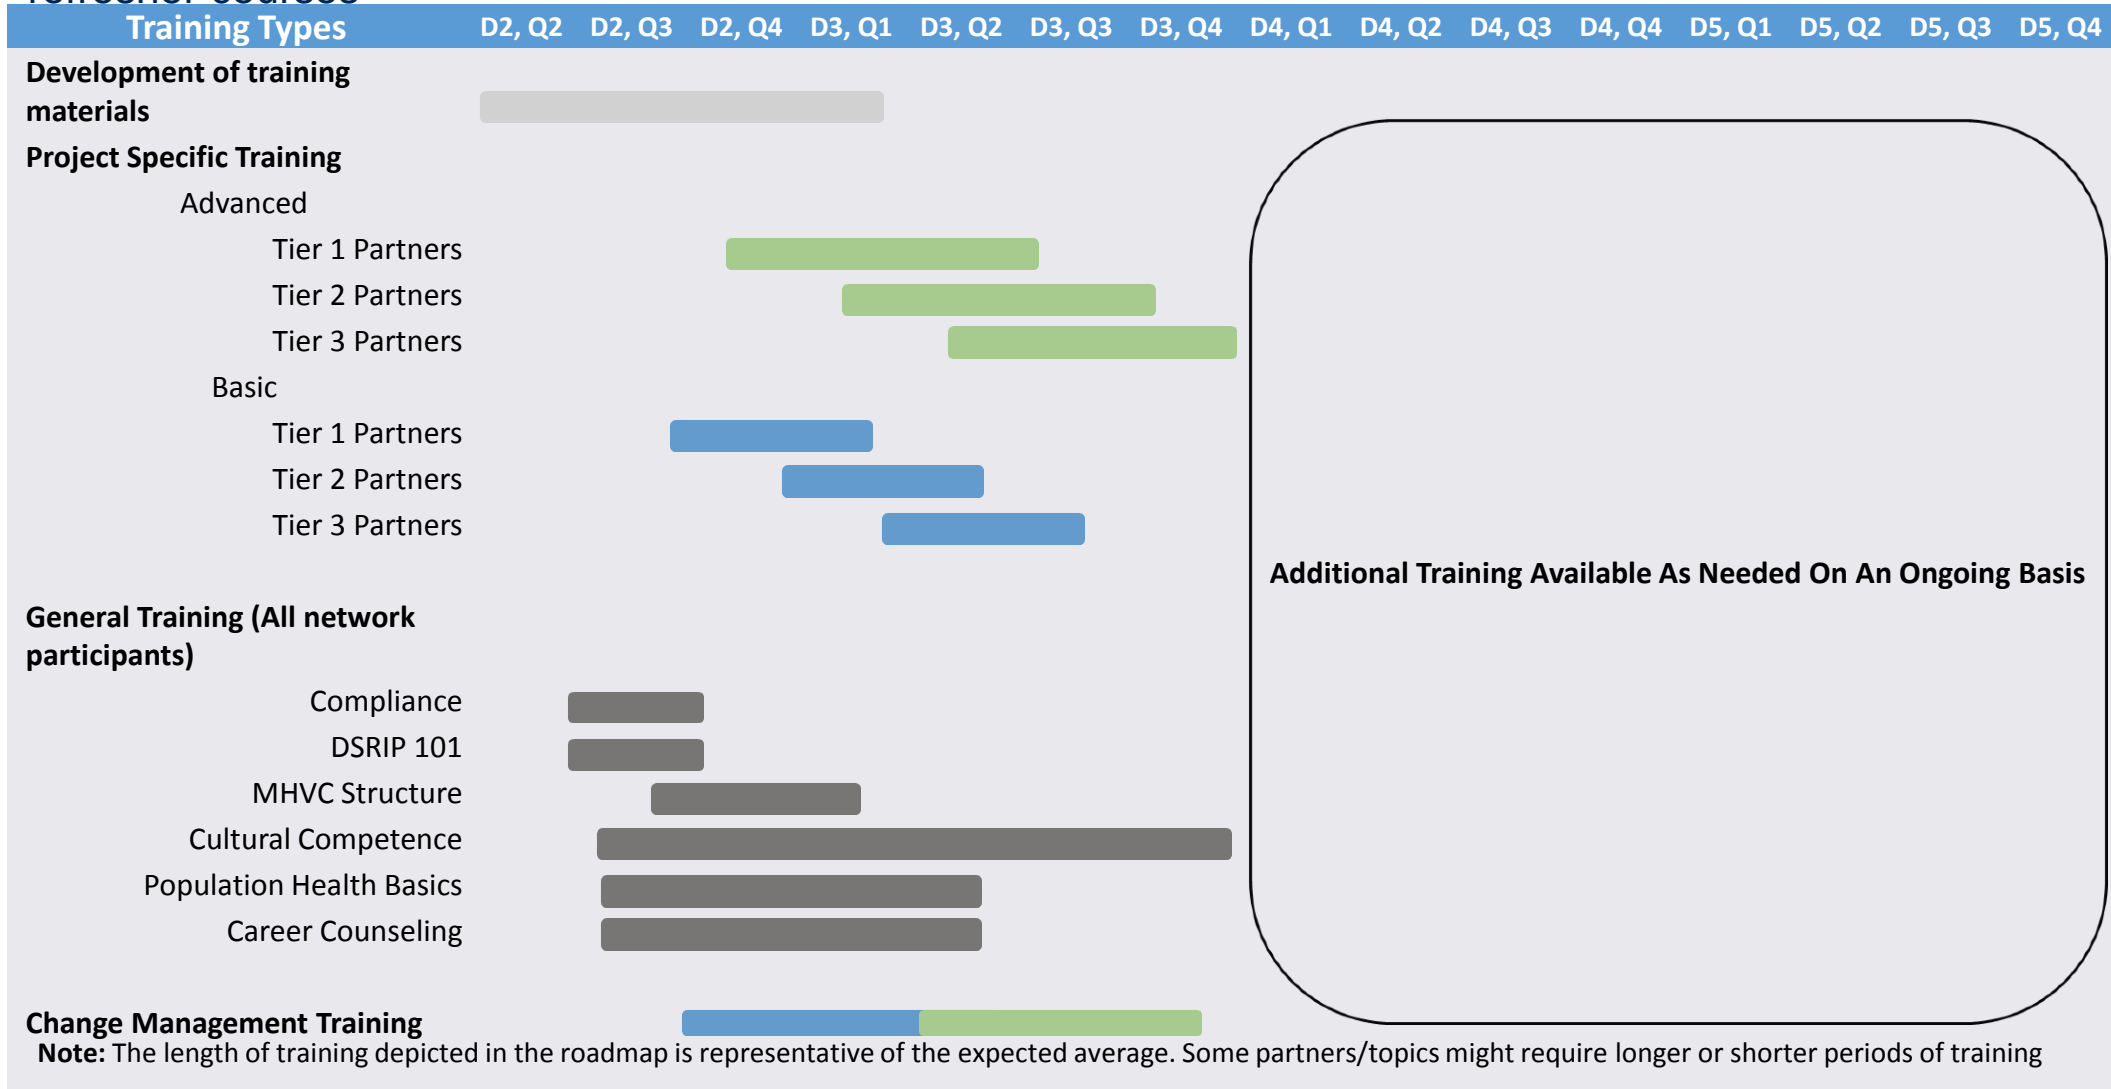 refresher courses
Training Types D2, Q2 D2, Q3 D2, Q4 D3, Q1 D3, Q2 D3, Q3 D3, Q4 D4, Q1 D4, Q2 D4, Q3 D4, Q4 D5, Q1 D5, Q2 D5, Q3 D5, Q4
Development of training
materials
Project Specific Training
Advanced
Tier 1 Partners
Tier 2 Partners
Tier 3 Partners
Basic
Tier 1 Partners
Tier 2 Partners
Tier 3 Partners
Additional Training Available As Needed On An Ongoing Basis
General Training (All network
participants)
Compliance
DSRIP 101
MHVC Structure
Cultural Competence
Population Health Basics
Career Counseling
Change Management Training
Note: The length of training depicted in the roadmap is representative of the expected average. Some partners/topics might require longer or shorter periods of training